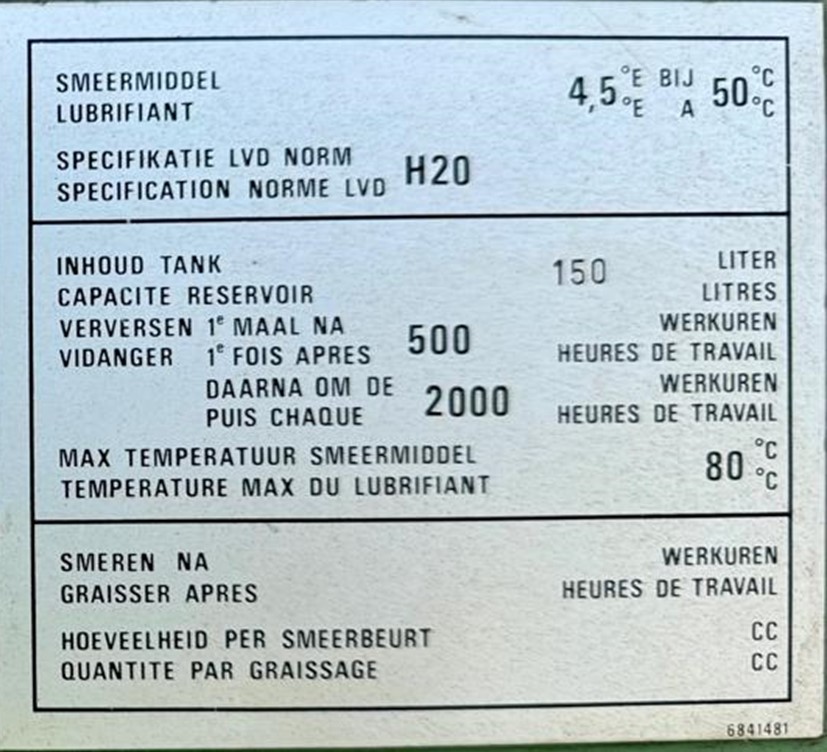 SMEERMIDDEL 4,5 °E BIJ 50 °C
LUBRIFIANT °E A °C
SPECIFIKATIE LVD NORM H20
SPECIFICATION NORME LVD
INHOUD TANK 150 LITER
CAPACITE RESERVOIR LITRES
VERVERSEN 1e MAAL NA 500 WERKUREN
VIDANGER 1e FOIS APRES HEURES DE TRAVAIL
DAARNA OM DE 2000 WERKUREN
PUIS CHAQUE HEURES DE TRAVAIL
MAX TEMPERATUUR SMEERMIDDEL 80 °C
TEMPERATURE MAX DU LUBRIFIANT °C
SMEREN NA WERKUREN
GRAISSER APRES HEURES DE TRAVAIL
HOEVEELHEID PER SMEERBEURT CC
QUANTITE PAR GRAISSAGE CC
6841481